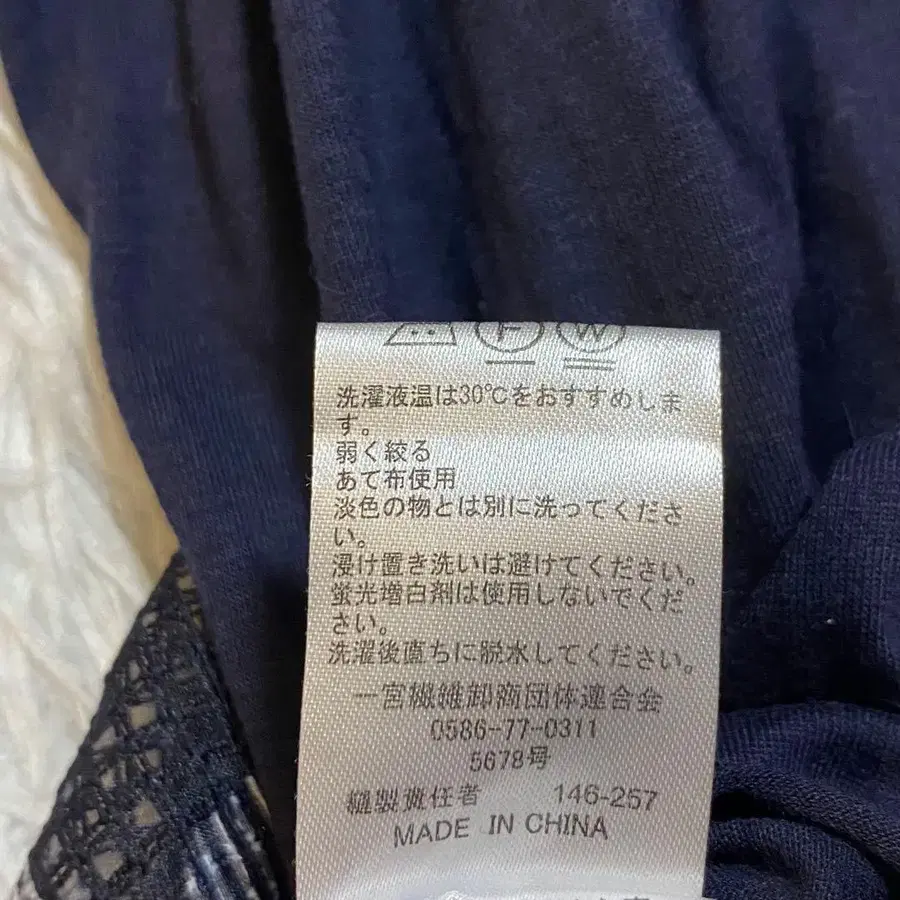 F W
洗濯液温は30℃をおすすめしま
す。
弱く絞る
あて布使用
淡色の物とは別に洗ってくださ
い。
浸け置き洗いは避けてください。
蛍光増白剤は使用しないでくだ
さい。
洗濯後直ちに脱水してください。
一宮繊維卸商団体連合会
0586-77-0311
5678号
縫製責任者 146-257
MADE IN CHINA